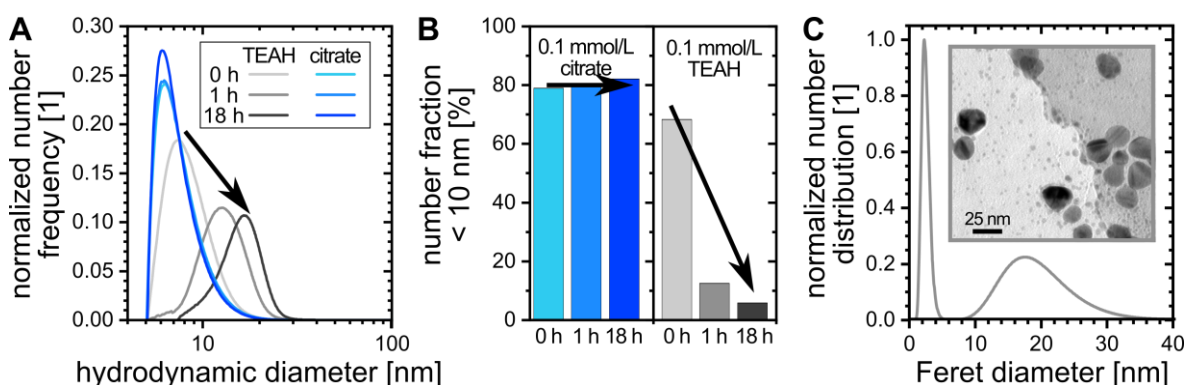 A
normalized number
frequency [1]
0.30
0.25
0.20
0.15
0.10
0.05
0.00
TEAH citrate
0 h
1 h
18 h
10 100
hydrodynamic diameter [nm]
B
number fraction
< 10 nm [%]
100
80
60
40
20
0
0.1 mmol/L
citrate
0.1 mmol/L
TEAH
0 h 1 h 18 h 0 h 1 h 18 h
C
normalized number
distribution [1]
1.0
0.8
0.6
0.4
0.2
0.0
25 nm
0 10 20 30 40
Feret diameter [nm]